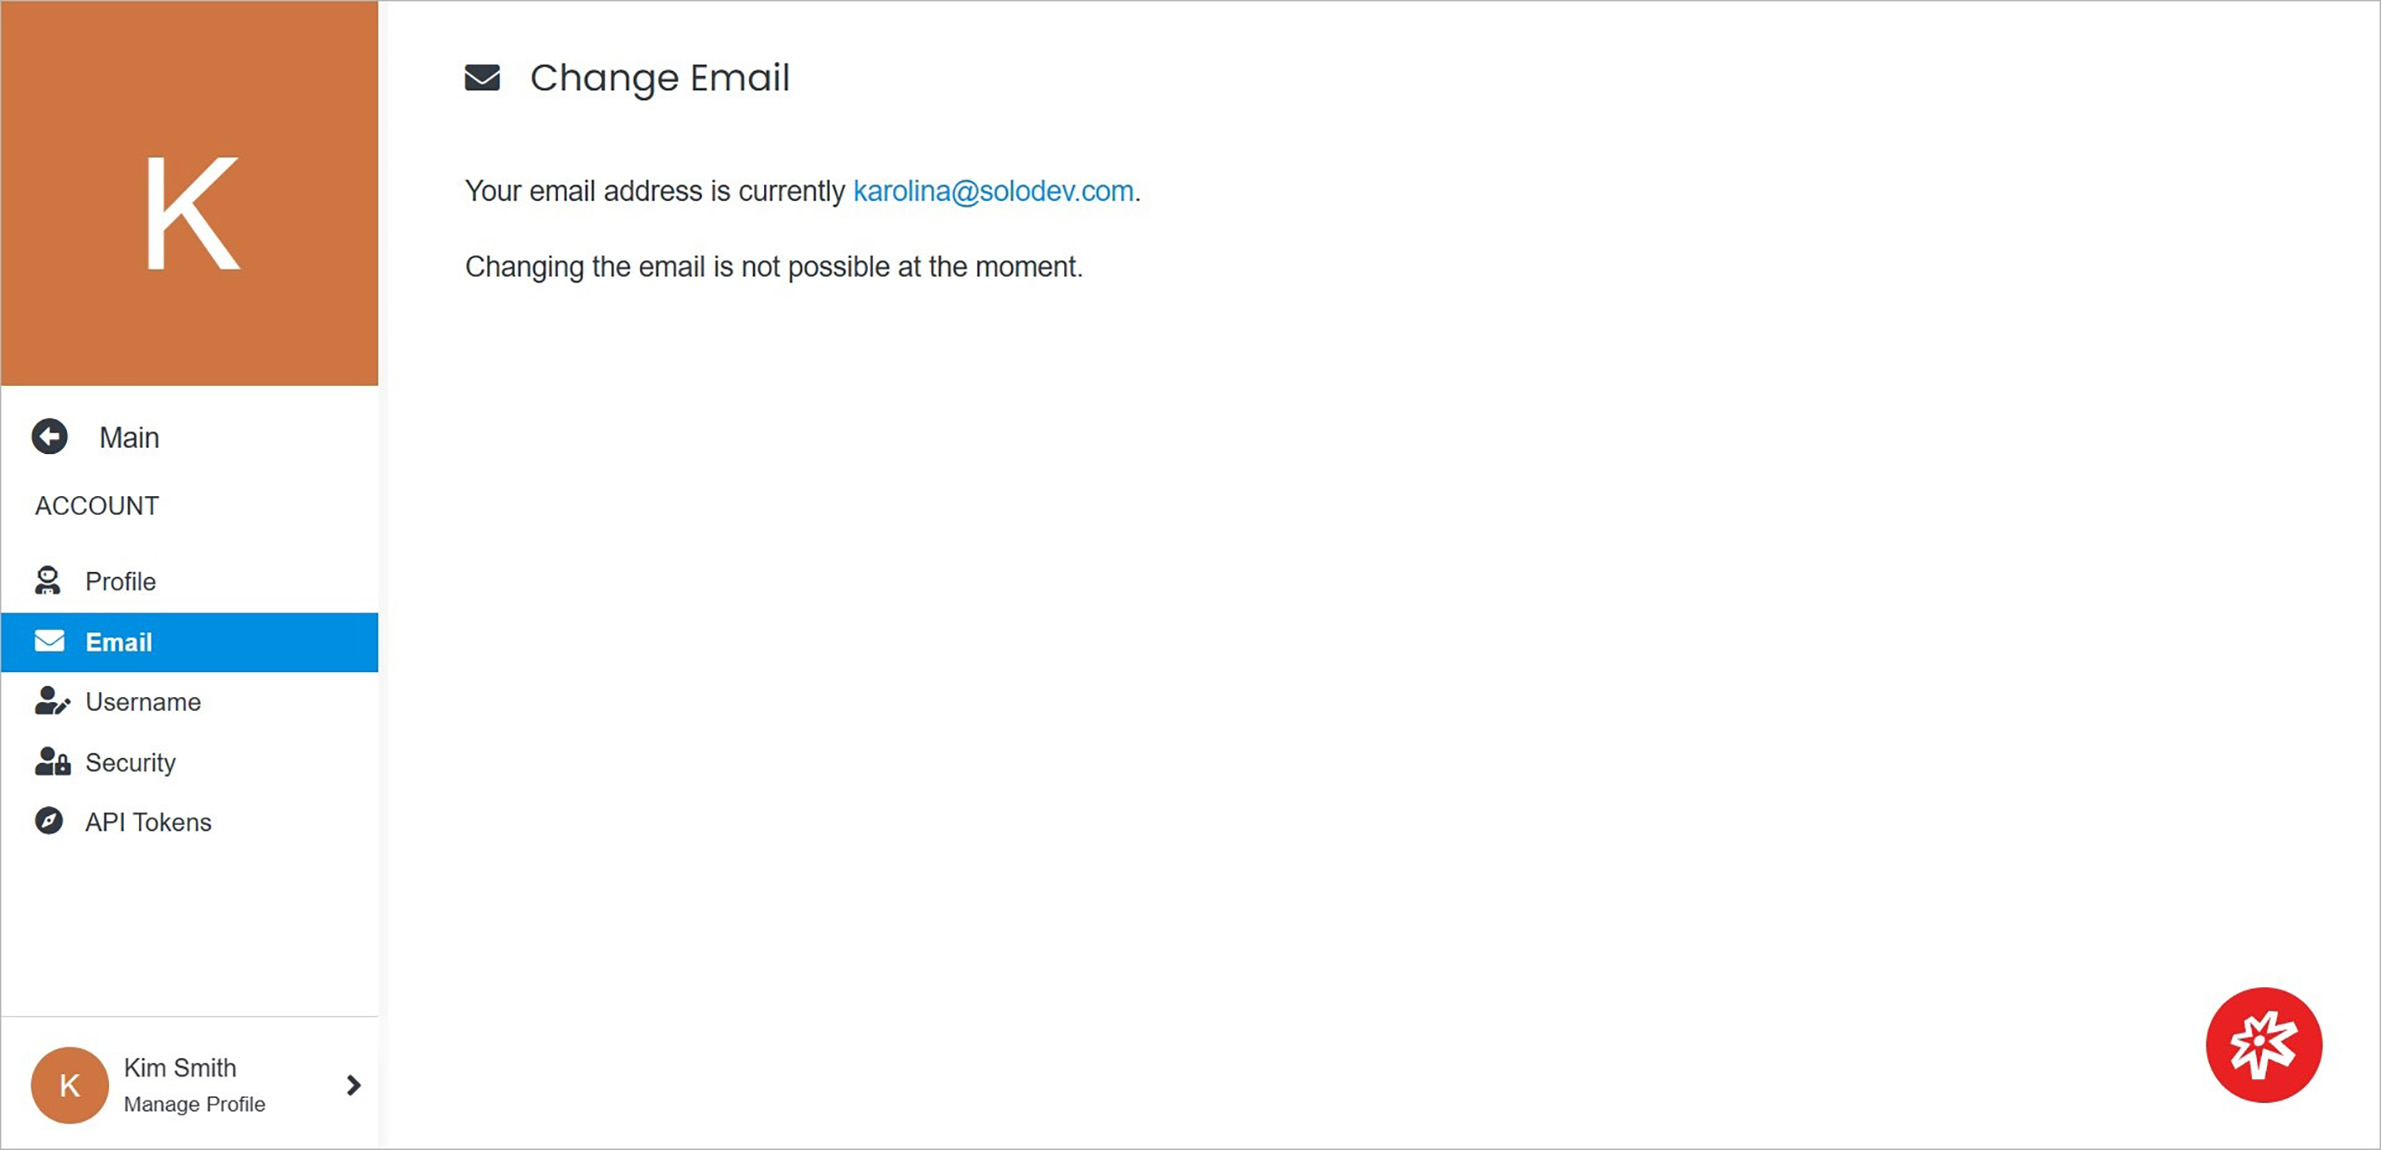 K
Main
ACCOUNT
Profile
Email
Username
Security
API Tokens
K
Kim Smith
Manage Profile
Change Email
Your email address is currently karolina@solodev.com.
Changing the email is not possible at the moment.